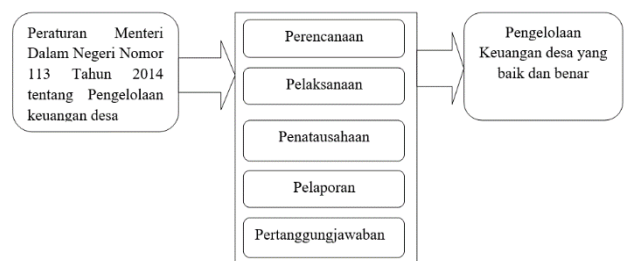 Peraturan Menteri
Dalam Negeri Nomor
113 Tahun 2014
tentang Pengelolaan
keuangan desa
Perencanaan
Pelaksanaan
Penatausahaan
Pelaporan
Pertanggungjawaban
Pengelolaan
Keuangan desa yang
baik dan benar